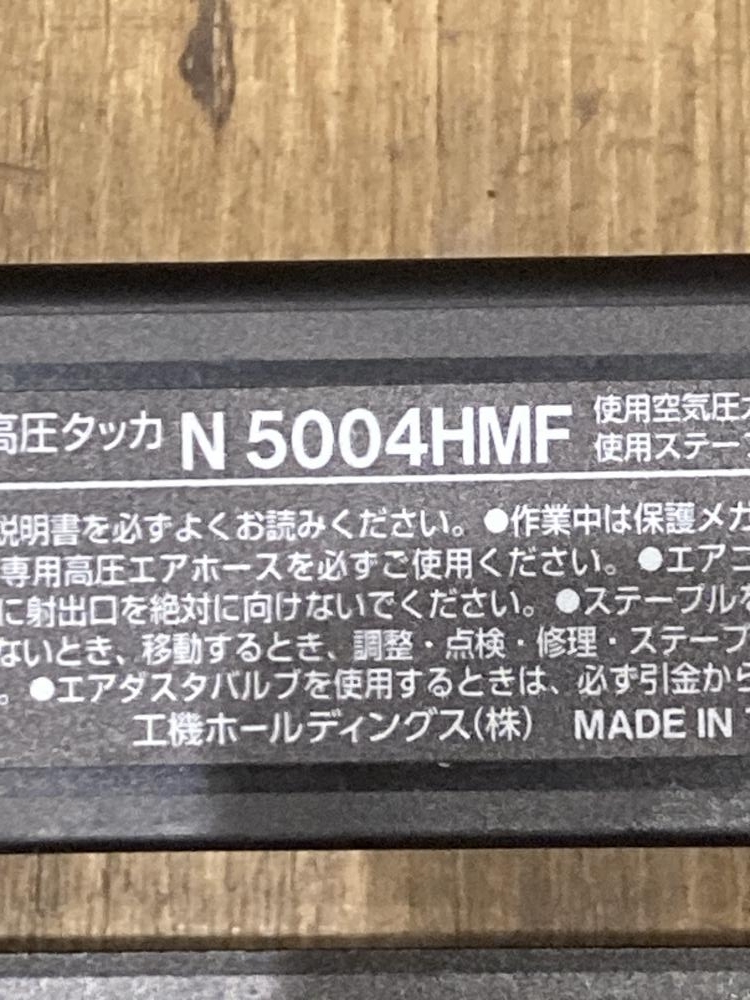 高圧タッカ N 5004HMF
使用空気圧
使用ステー
説明書を必ずよくお読みください。●作業中は保護メガ
専用高圧エアホースを必ずご使用ください。●エアコ
に射出口を絶対に向けないでください。●ステープルを
ないとき、移動するとき、調整・点検・修理・ステープ
。●エアダスタバルブを使用するときは、必ず引金から
工機ホールディングス(株) MADE IN